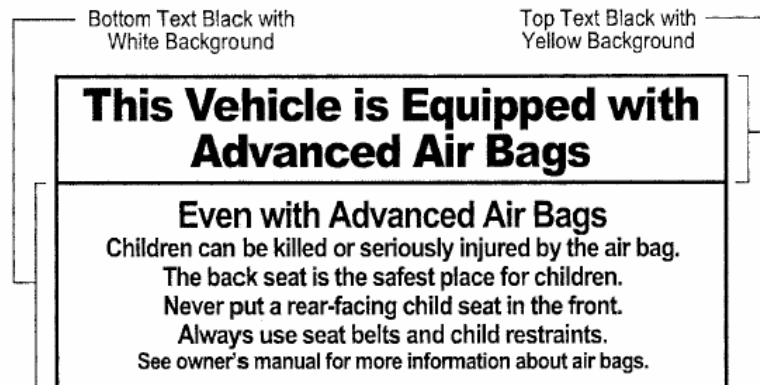 Bottom Text Black with
White Background
Top Text Black with
Yellow Background
This Vehicle is Equipped with
Advanced Air Bags
Even with Advanced Air Bags
Children can be killed or seriously injured by the air bag.
The back seat is the safest place for children.
Never put a rear-facing child seat in the front.
Always use seat belts and child restraints.
See owner's manual for more information about air bags.